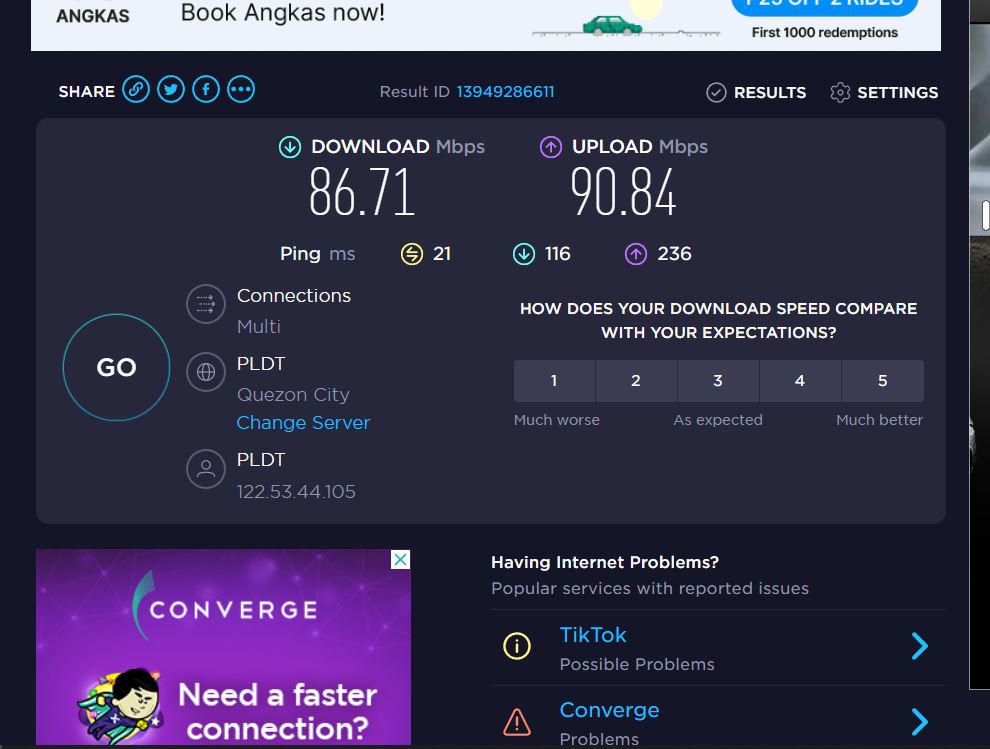 ANGKAS
Book Angkas now!
OFF 2 RIDES
First 1000 redemptions
SHARE
Result ID 13949286611
RESULTS
SETTINGS
DOWNLOAD Mbps
86.71
UPLOAD Mbps
90.84
Ping ms
21
116
236
GO
Connections
Multi
PLDT
Quezon City
Change Server
PLDT
122.53.44.105
HOW DOES YOUR DOWNLOAD SPEED COMPARE
WITH YOUR EXPECTATIONS?
1 2 3 4 5
Much worse As expected Much better
CONVERGE
Need a faster
connection?
Having Internet Problems?
Popular services with reported issues
TikTok
Possible Problems
Converge
Problems